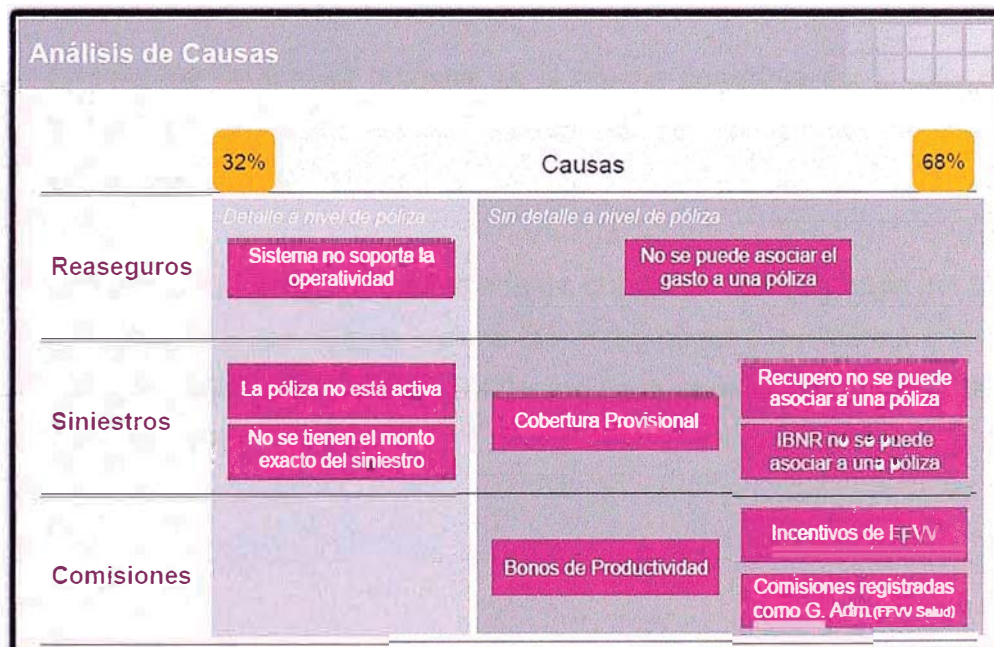 Análisis de Causas
32%
Causas
68%
Detalle a nivel de póliza
Sin detalle a nivel de póliza
Reaseguros
Sistema no soporta la
operatividad
No se puede asociar el
gasto a una póliza
Siniestros
La póliza no está activa
No se tienen el monto
exacto del siniestro
Cobertura Provisional
Recupero no se puede
asociar a una póliza
IBNR no se puede
asociar a una póliza
Comisiones
Bonos de Productividad
Incentivos de FFVV
Comisiones registradas
como G. Adm.(FFVV Salud)